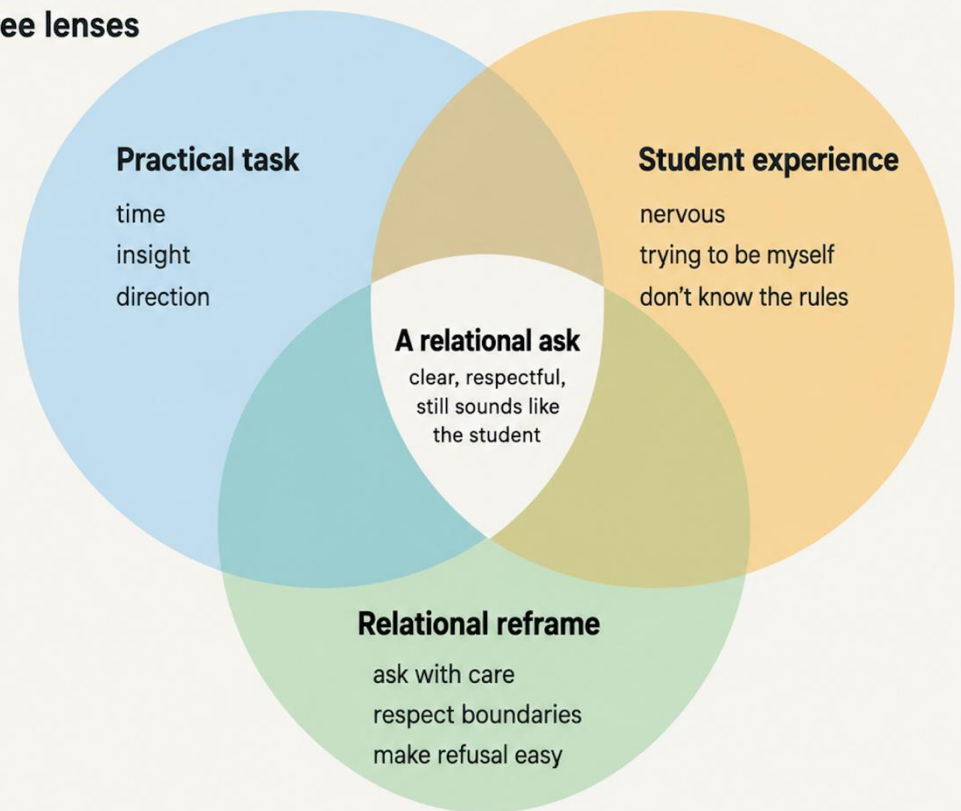 ee lenses
Practical task
time
insight
direction
Student experience
nervous
trying to be myself
don’t know the rules
A relational ask
clear, respectful,
still sounds like
the student
Relational reframe
ask with care
respect boundaries
make refusal easy